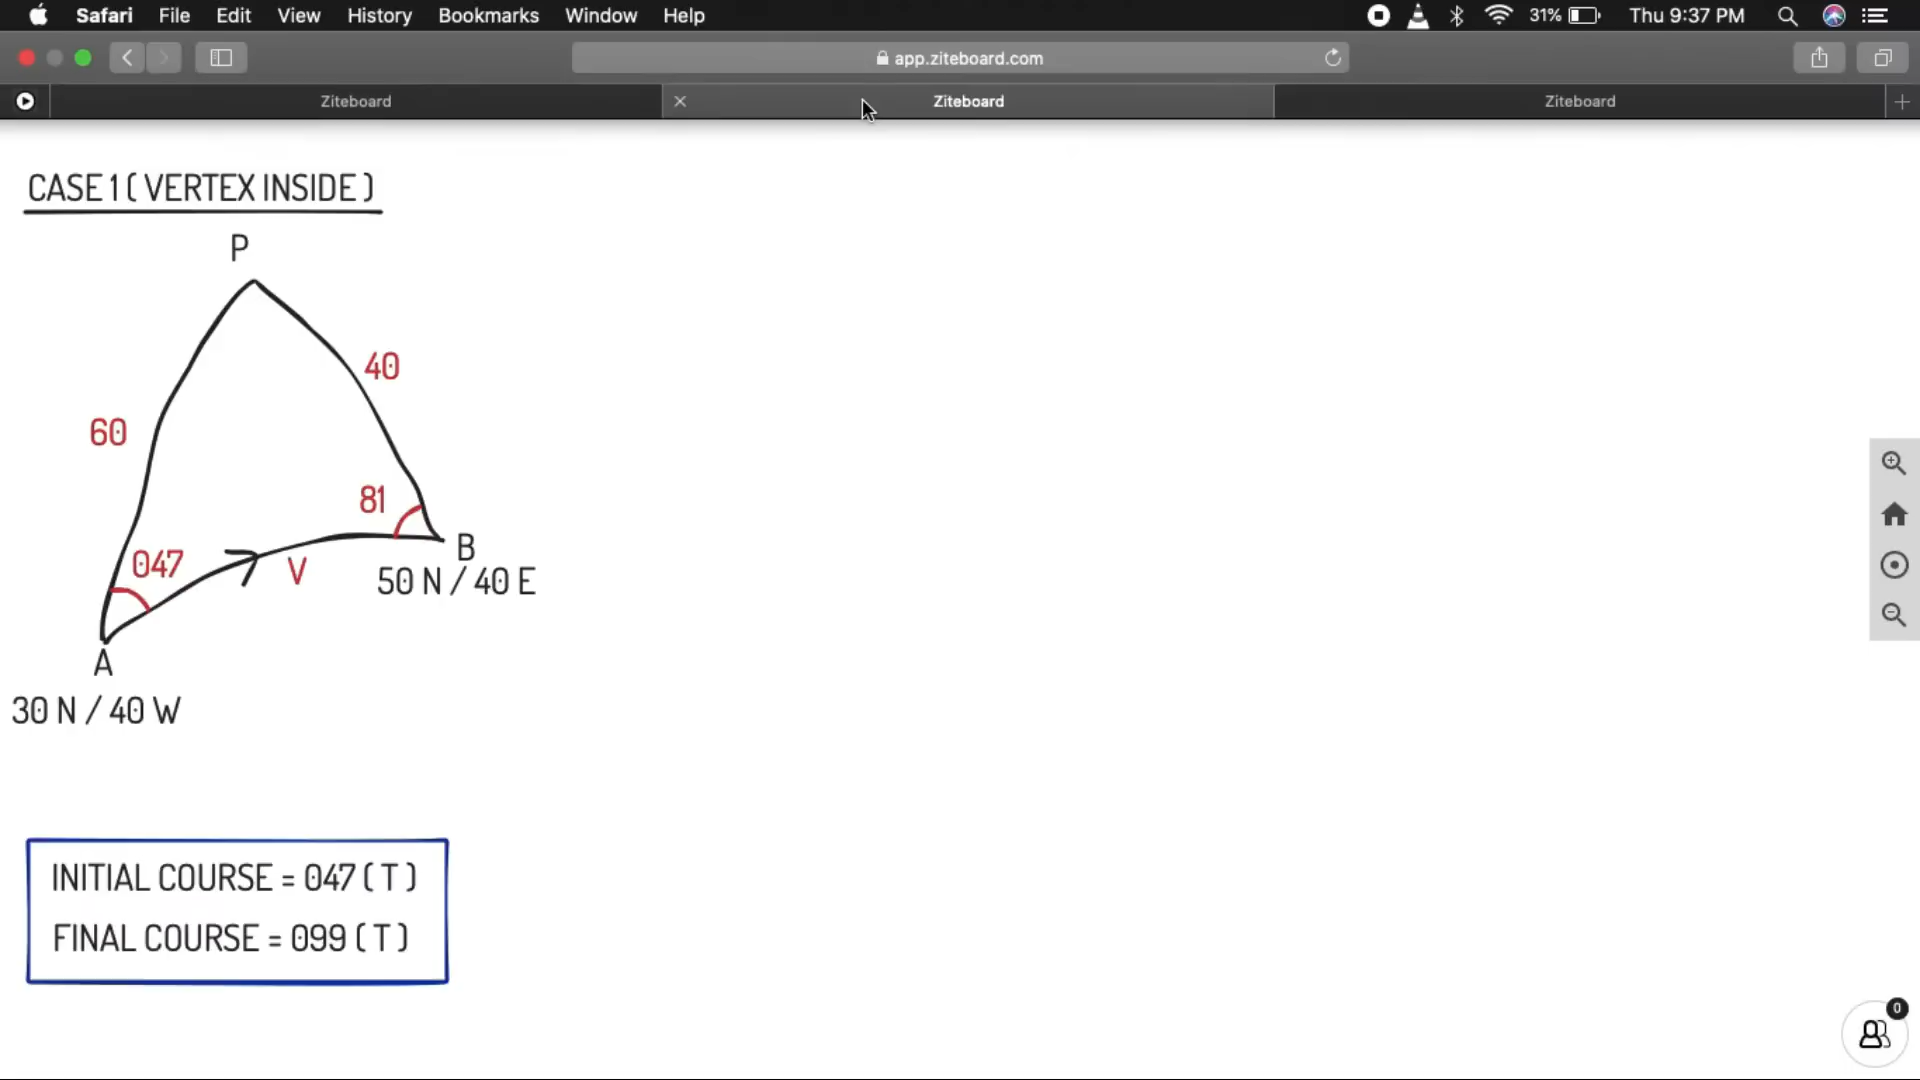 Safari File Edit View History Bookmarks Window Help 31% Thu 9:37 PM
app.ziteboard.com
Ziteboard Ziteboard Ziteboard
CASE 1 ( VERTEX INSIDE )
P
40
60
81
047
V
B
50 N / 40 E
A
30 N / 40 W
INITIAL COURSE = 047 ( T )
FINAL COURSE = 099 ( T )
0